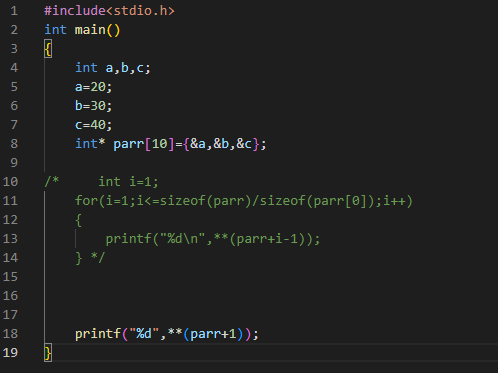 1 #include<stdio.h>
2 int main()
3 {
4     int a,b,c;
5     a=20;
6     b=30;
7     c=40;
8     int* parr[10]={&a,&b,&c};
9
10 /*     int i=1;
11     for(i=1;i<=sizeof(parr)/sizeof(parr[0]);i++)
12     {
13         printf("%d\n",**(parr+i-1));
14     } */
15
16
17
18     printf("%d",**(parr+1));
19 }